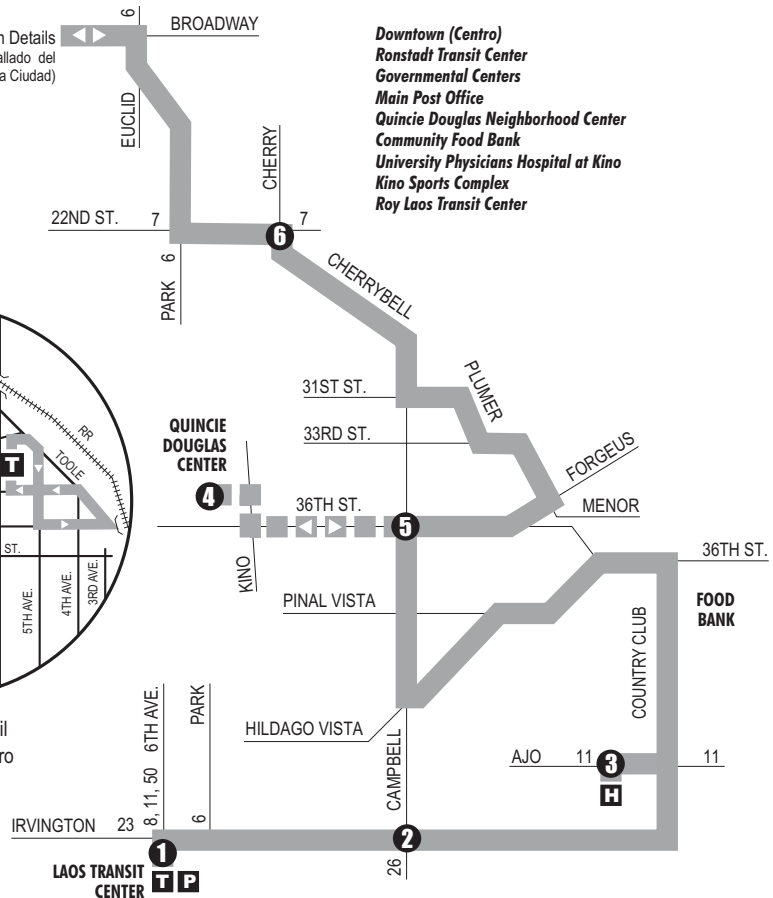 6
BROADWAY
Details
allado del
a Ciudad)
EUCLID
CHERRY
Downtown (Centro)
Ronstadt Transit Center
Governmental Centers
Main Post Office
Quincie Douglas Neighborhood Center
Community Food Bank
University Physicians Hospital at Kino
Kino Sports Complex
Roy Laos Transit Center
22ND ST.
7
6
7
PARK
6
CHERRYBELL
31ST ST.
PLUMER
33RD ST.
QUINCIE
DOUGLAS
CENTER
4
36TH ST.
5
FORGEUS
MENOR
KINO
36TH ST.
PINAL VISTA
FOOD
BANK
COUNTRY CLUB
HILDAGO VISTA
CAMPBELL
AJO
11
3
11
H
RR
TOOLE
T
ST.
5TH AVE.
4TH AVE.
3RD AVE.
il
ro
8, 11, 50
6TH AVE.
PARK
6
IRVINGTON
23
1
2
26
LAOS TRANSIT
CENTER
T P